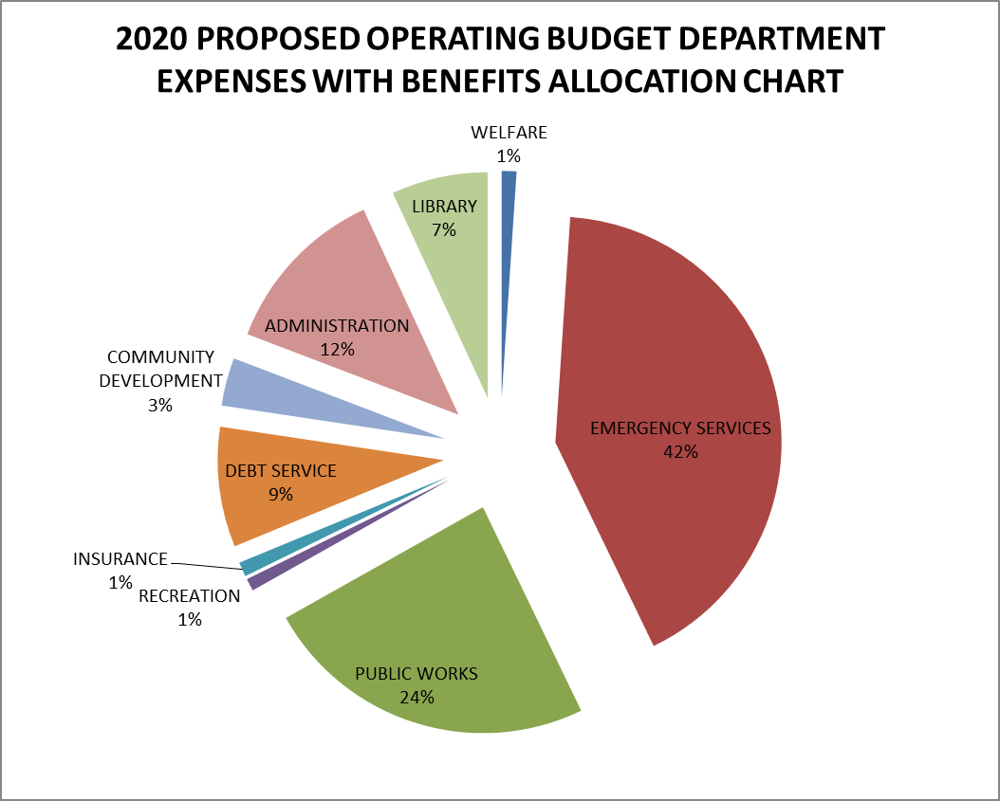 2020 PROPOSED OPERATING BUDGET DEPARTMENT
EXPENSES WITH BENEFITS ALLOCATION CHART
WELFARE
1%
LIBRARY
7%
ADMINISTRATION
12%
COMMUNITY
DEVELOPMENT
3%
EMERGENCY SERVICES
42%
DEBT SERVICE
9%
INSURANCE
1%
RECREATION
1%
PUBLIC WORKS
24%